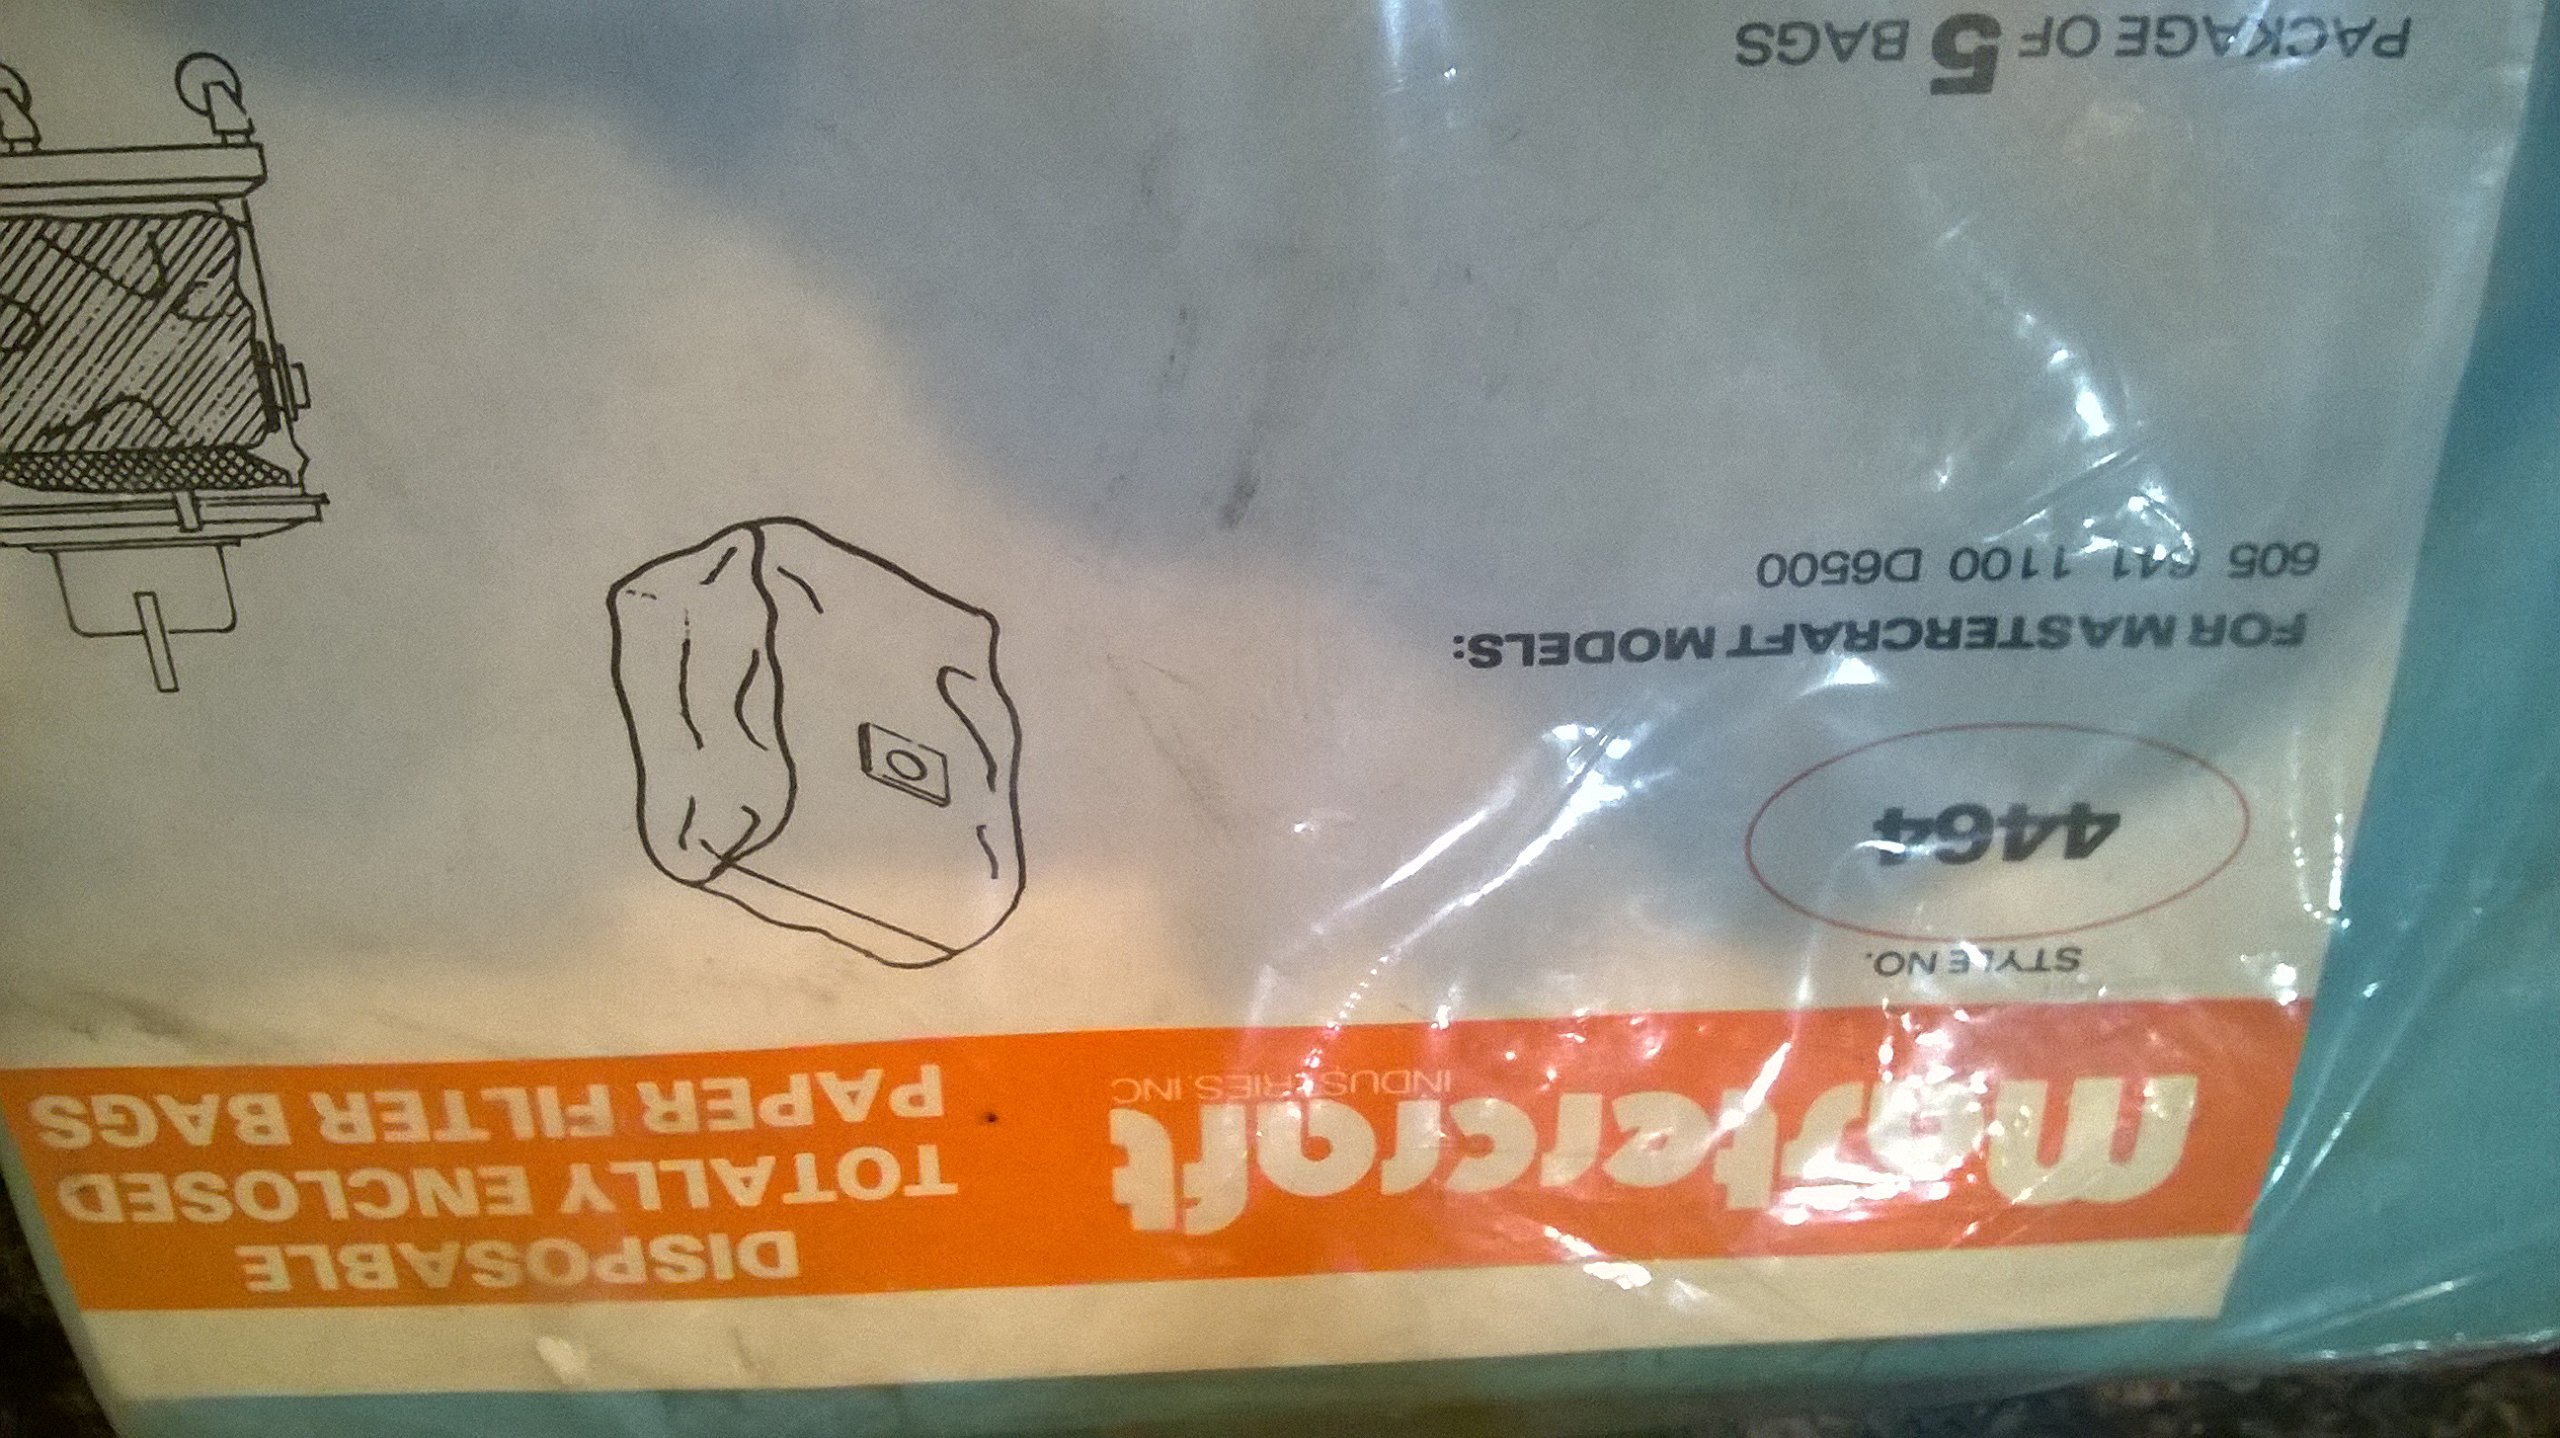 mastercraft
INDUSTRIES, INC
DISPOSABLE
TOTALLY ENCLOSED
PAPER FILTER BAGS
STYLE NO.
4464
FOR MASTERCRAFT MODELS:
605 641 1100 D6500
PACKAGE OF 5 BAGS